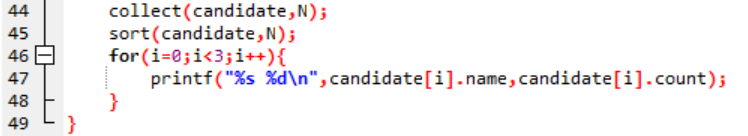 44 collect(candidate,N);
45 sort(candidate,N);
46 for(i=0;i<3;i++){
47 printf("%s %d\n",candidate[i].name,candidate[i].count);
48 }
49 }